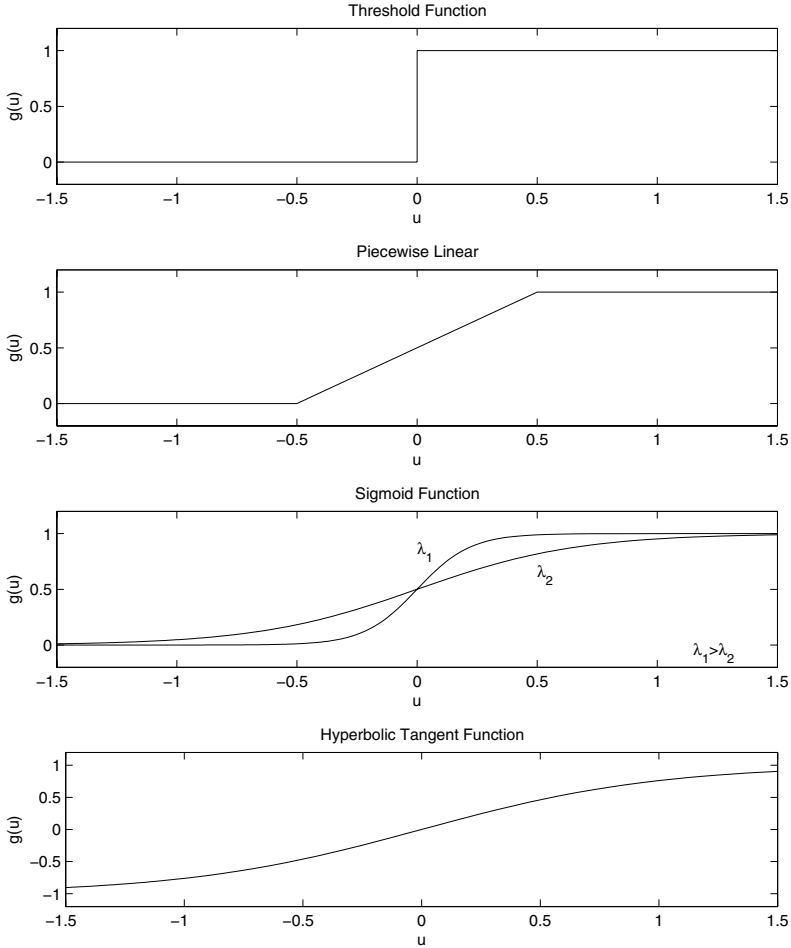 Threshold Function
1
0.5
0
g(u)
−1.5 −1 −0.5 0 0.5 1 1.5
u
Piecewise Linear
1
0.5
0
g(u)
−1.5 −1 −0.5 0 0.5 1 1.5
u
Sigmoid Function
1
0.5
0
g(u)
λ1
λ2
λ1>λ2
−1.5 −1 −0.5 0 0.5 1 1.5
u
Hyperbolic Tangent Function
1
0.5
0
−0.5
−1
g(u)
−1.5 −1 −0.5 0 0.5 1 1.5
u